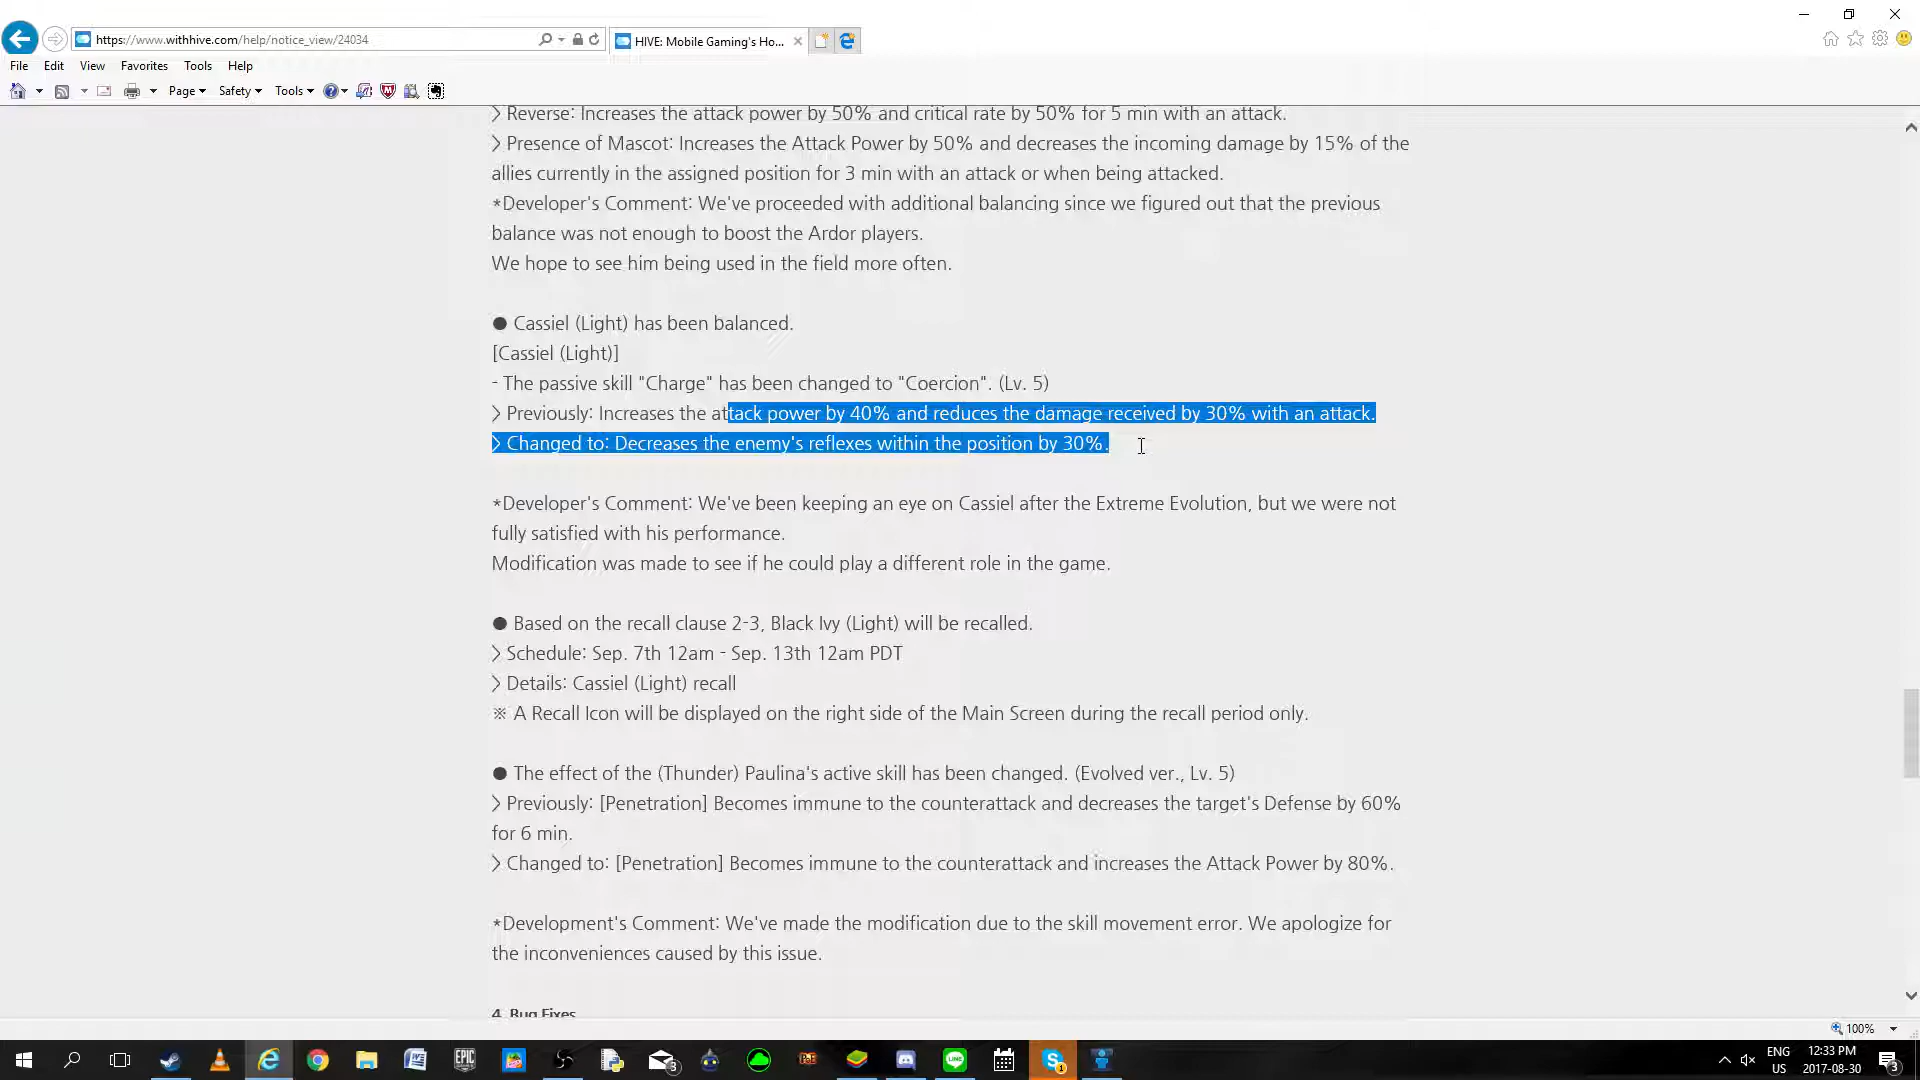 https://www.withhive.com/help/notice_view/24034
HIVE: Mobile Gaming's Ho...
File Edit View Favorites Tools Help
Page Safety Tools
> Reverse: Increases the attack power by 50% and critical rate by 50% for 5 min with an attack.
> Presence of Mascot: Increases the Attack Power by 50% and decreases the incoming damage by 15% of the
allies currently in the assigned position for 3 min with an attack or when being attacked.
*Developer's Comment: We've proceeded with additional balancing since we figured out that the previous
balance was not enough to boost the Ardor players.
We hope to see him being used in the field more often.
● Cassiel (Light) has been balanced.
[Cassiel (Light)]
- The passive skill "Charge" has been changed to "Coercion". (Lv. 5)
> Previously: Increases the attack power by 40% and reduces the damage received by 30% with an attack.
> Changed to: Decreases the enemy's reflexes within the position by 30%.
*Developer's Comment: We've been keeping an eye on Cassiel after the Extreme Evolution, but we were not
fully satisfied with his performance.
Modification was made to see if he could play a different role in the game.
● Based on the recall clause 2-3, Black Ivy (Light) will be recalled.
> Schedule: Sep. 7th 12am - Sep. 13th 12am PDT
> Details: Cassiel (Light) recall
※ A Recall Icon will be displayed on the right side of the Main Screen during the recall period only.
● The effect of the (Thunder) Paulina's active skill has been changed. (Evolved ver., Lv. 5)
> Previously: [Penetration] Becomes immune to the counterattack and decreases the target's Defense by 60%
for 6 min.
> Changed to: [Penetration] Becomes immune to the counterattack and increases the Attack Power by 80%.
*Development's Comment: We've made the modification due to the skill movement error. We apologize for
the inconveniences caused by this issue.
4. Bug Fixes
100%
ENG 12:33 PM
US 2017-08-30